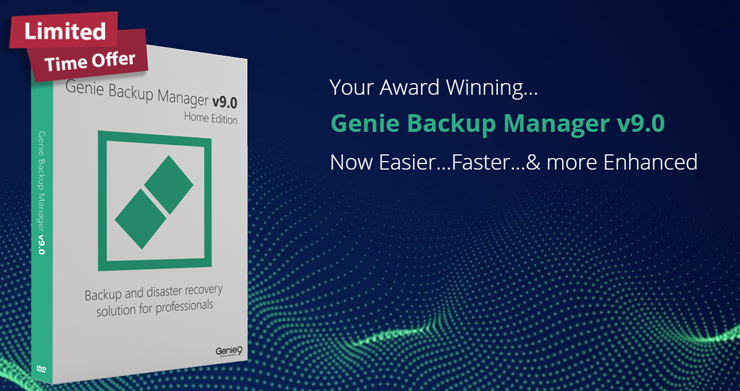 Limited
Time Offer
Genie Backup Manager v9.0
Home Edition
Genie Backup Manager v9.0
Backup and disaster recovery
solution for professionals
Genie9
DVD
Your Award Winning...
Genie Backup Manager v9.0
Now Easier...Faster...& more Enhanced